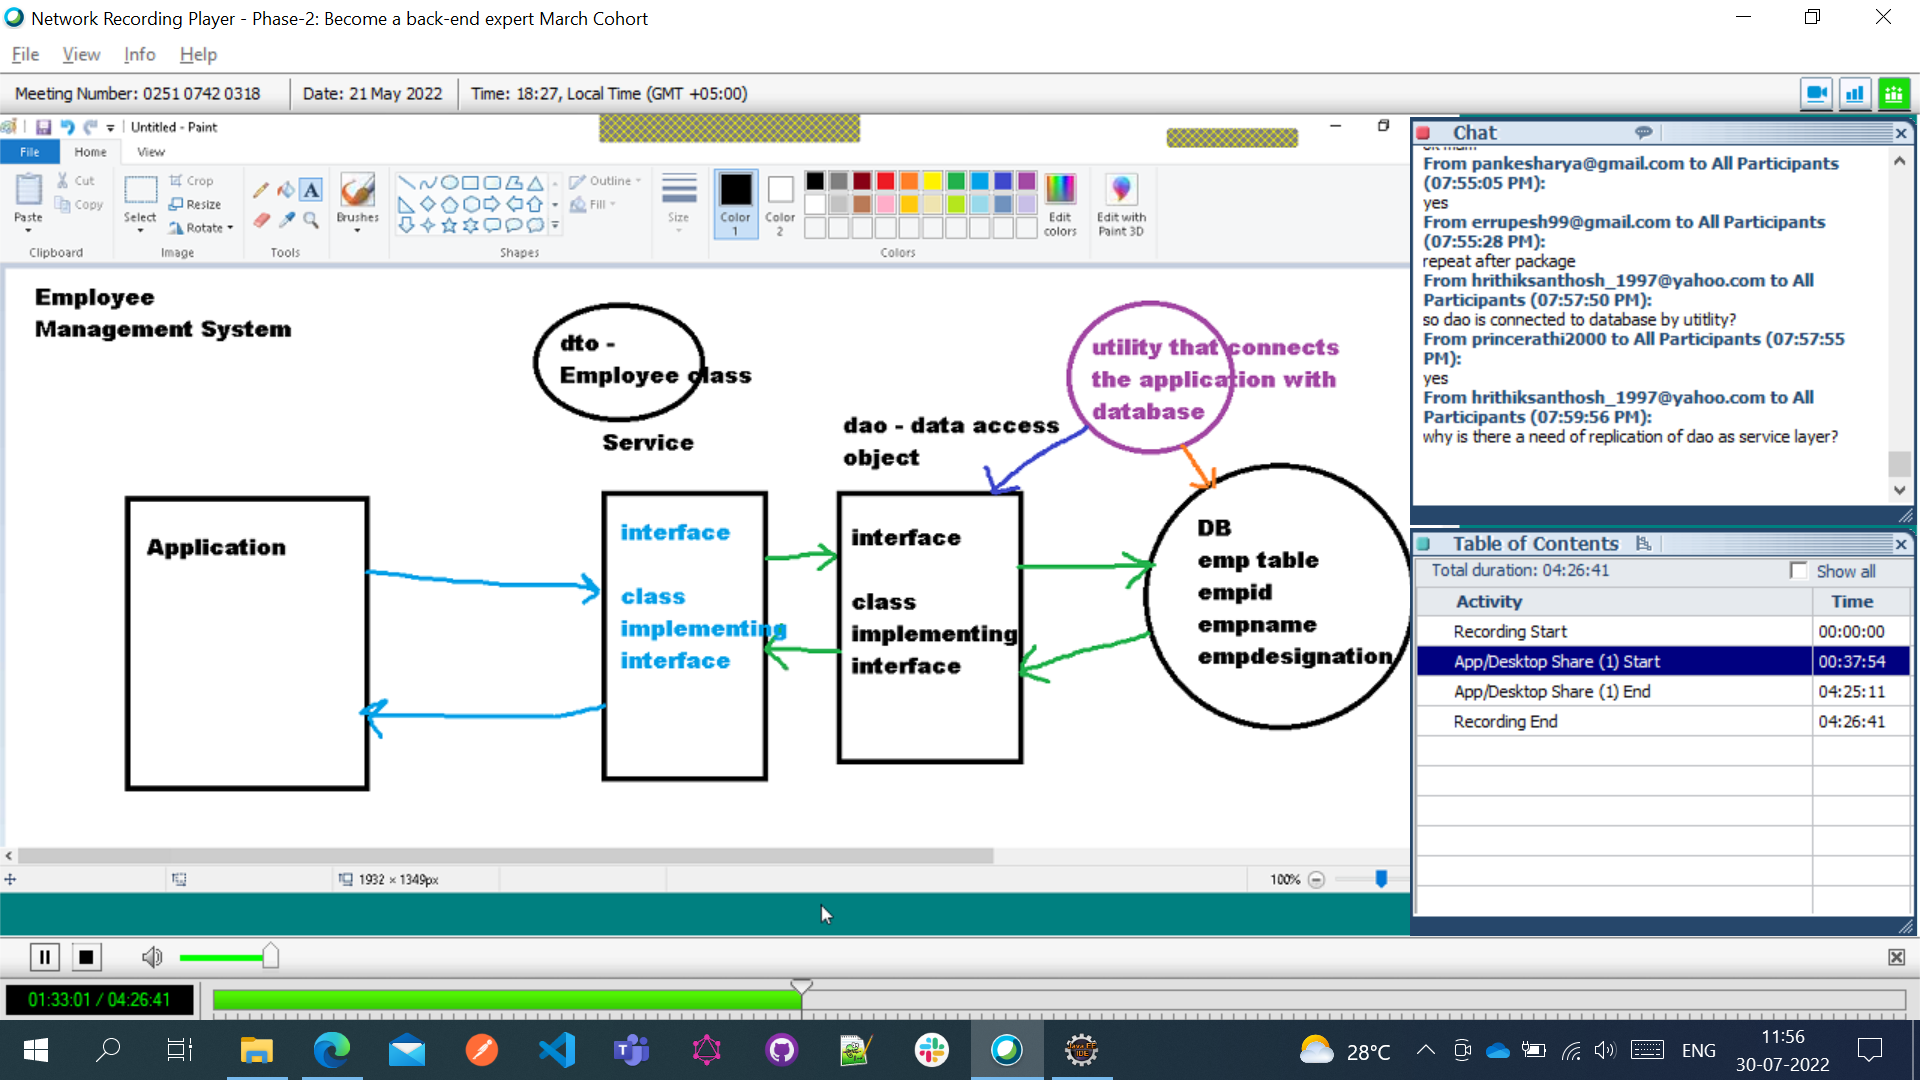 Network Recording Player - Phase-2: Become a back-end expert March Cohort
File View Info Help
Meeting Number: 0251 0742 0318 Date: 21 May 2022 Time: 18:27, Local Time (GMT +05:00)
Untitled - Paint
File Home View
Paste
Cut
Copy
Clipboard
Select
Crop
Resize
Rotate
Image
A
Tools
Brushes
Outline
Fill
Shapes
Size
Color
1
Color
2
Edit
colors
Colors
Edit with
Paint 3D
Employee
Management System
dto -
Employee class
Service
dao - data access
object
utility that connects
the application with
database
Application
interface
class
implementing
interface
interface
class
implementing
interface
DB
emp table
empid
empname
empdesignation
1932 × 1349px
100%
Chat
From pankesharya@gmail.com to All Participants
(07:55:05 PM):
yes
From errupesh99@gmail.com to All Participants
(07:55:28 PM):
repeat after package
From hrithiksanthosh_1997@yahoo.com to All
Participants (07:57:50 PM):
so dao is connected to database by utitlity?
From princerathi2000 to All Participants (07:57:55
PM):
yes
From hrithiksanthosh_1997@yahoo.com to All
Participants (07:59:56 PM):
why is there a need of replication of dao as service layer?
Table of Contents
Total duration: 04:26:41 Show all
Activity Time
Recording Start 00:00:00
App/Desktop Share (1) Start 00:37:54
App/Desktop Share (1) End 04:25:11
Recording End 04:26:41
01:33:01 / 04:26:41
28°C
ENG
11:56
30-07-2022